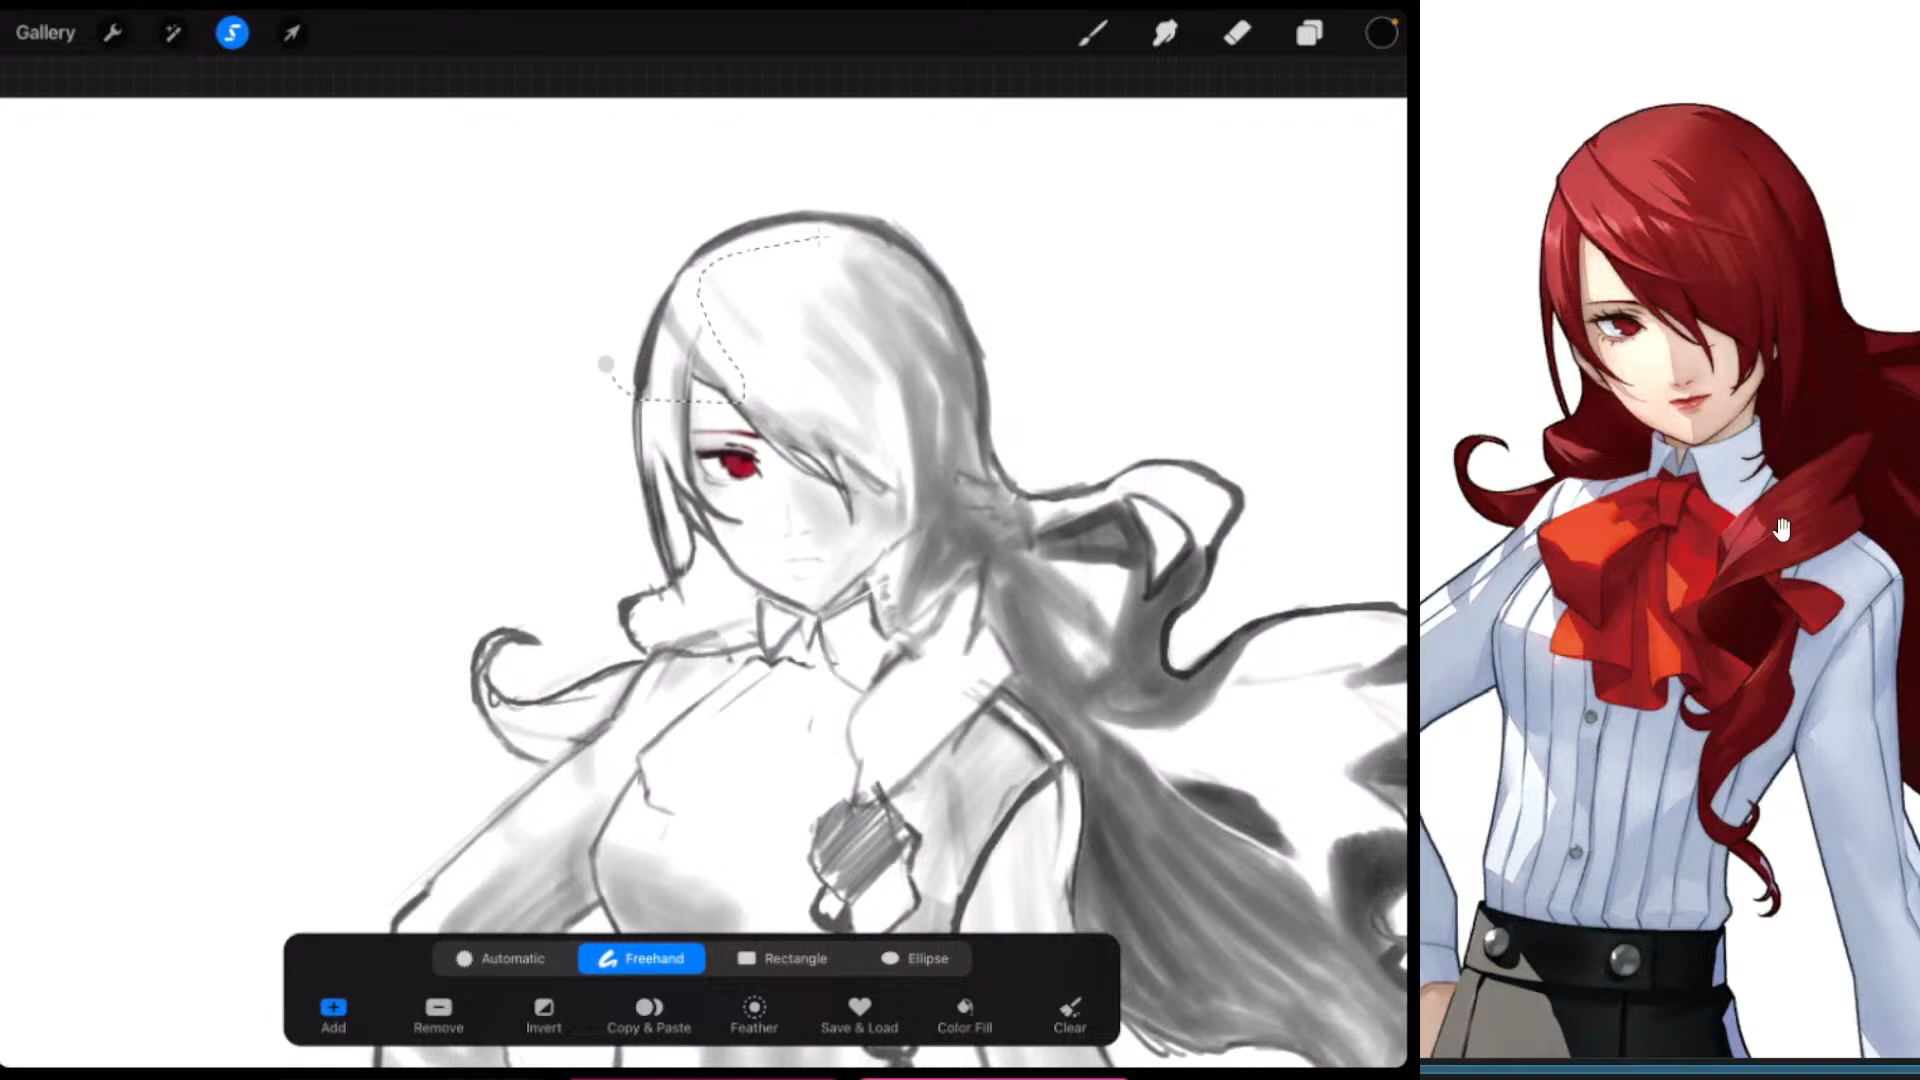 Gallery
Automatic Freehand Rectangle Ellipse
Add Remove Invert Copy & Paste Feather Save & Load Color Fill Clear